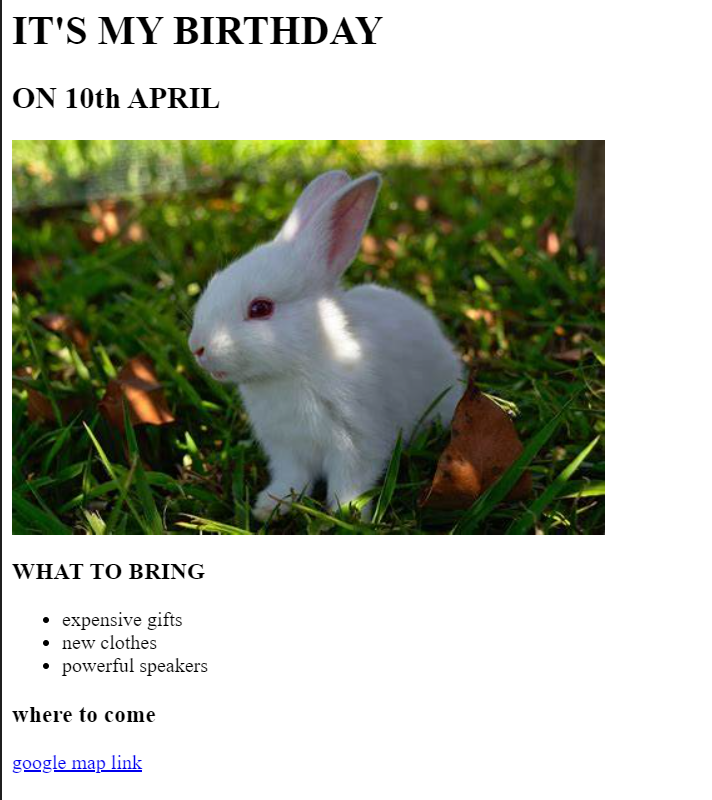 IT'S MY BIRTHDAY
ON 10th APRIL
WHAT TO BRING
expensive gifts
new clothes
powerful speakers
where to come
google map link